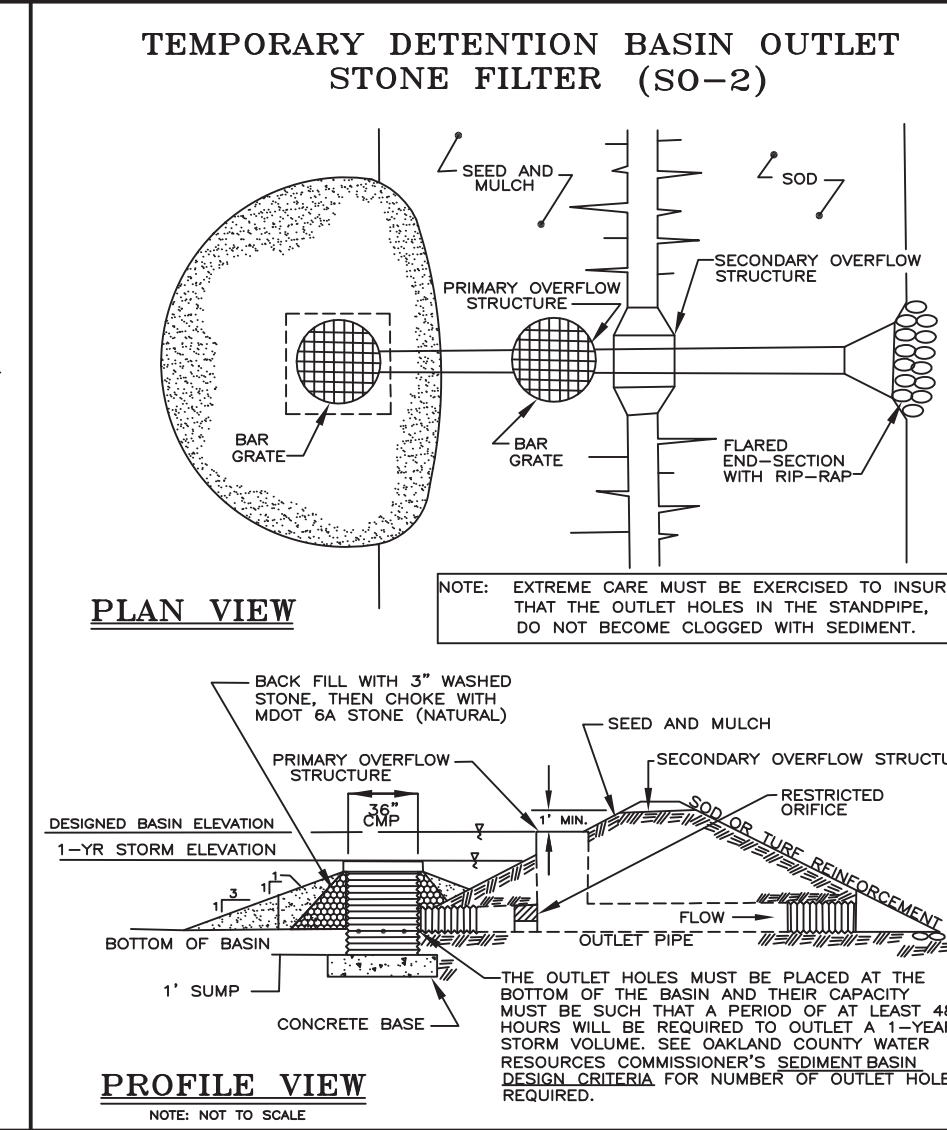 TEMPORARY DETENTION BASIN OUTLET
STONE FILTER (SO-2)
SEED AND
MULCH
SOD
SECONDARY OVERFLOW
STRUCTURE
PRIMARY OVERFLOW
STRUCTURE
BAR
GRATE
BAR
GRATE
FLARED
END-SECTION
WITH RIP-RAP
NOTE: EXTREME CARE MUST BE EXERCISED TO INSUR
THAT THE OUTLET HOLES IN THE STANDPIPE,
DO NOT BECOME CLOGGED WITH SEDIMENT.
PLAN VIEW
BACK FILL WITH 3" WASHED
STONE, THEN CHOKE WITH
MDOT 6A STONE (NATURAL)
SEED AND MULCH
PRIMARY OVERFLOW
STRUCTURE
SECONDARY OVERFLOW STRUCTU
RESTRICTED
ORIFICE
36"
CMP
1' MIN.
SOD OR TURF REINFORCEMENT
DESIGNED BASIN ELEVATION
1-YR STORM ELEVATION
3
1
1
1
FLOW
BOTTOM OF BASIN
OUTLET PIPE
1' SUMP
CONCRETE BASE
THE OUTLET HOLES MUST BE PLACED AT THE
BOTTOM OF THE BASIN AND THEIR CAPACITY
MUST BE SUCH THAT A PERIOD OF AT LEAST 48
HOURS WILL BE REQUIRED TO OUTLET A 1-YEAR
STORM VOLUME. SEE OAKLAND COUNTY WATER
RESOURCES COMMISSIONER'S SEDIMENT BASIN
DESIGN CRITERIA FOR NUMBER OF OUTLET HOLE
REQUIRED.
PROFILE VIEW
NOTE: NOT TO SCALE